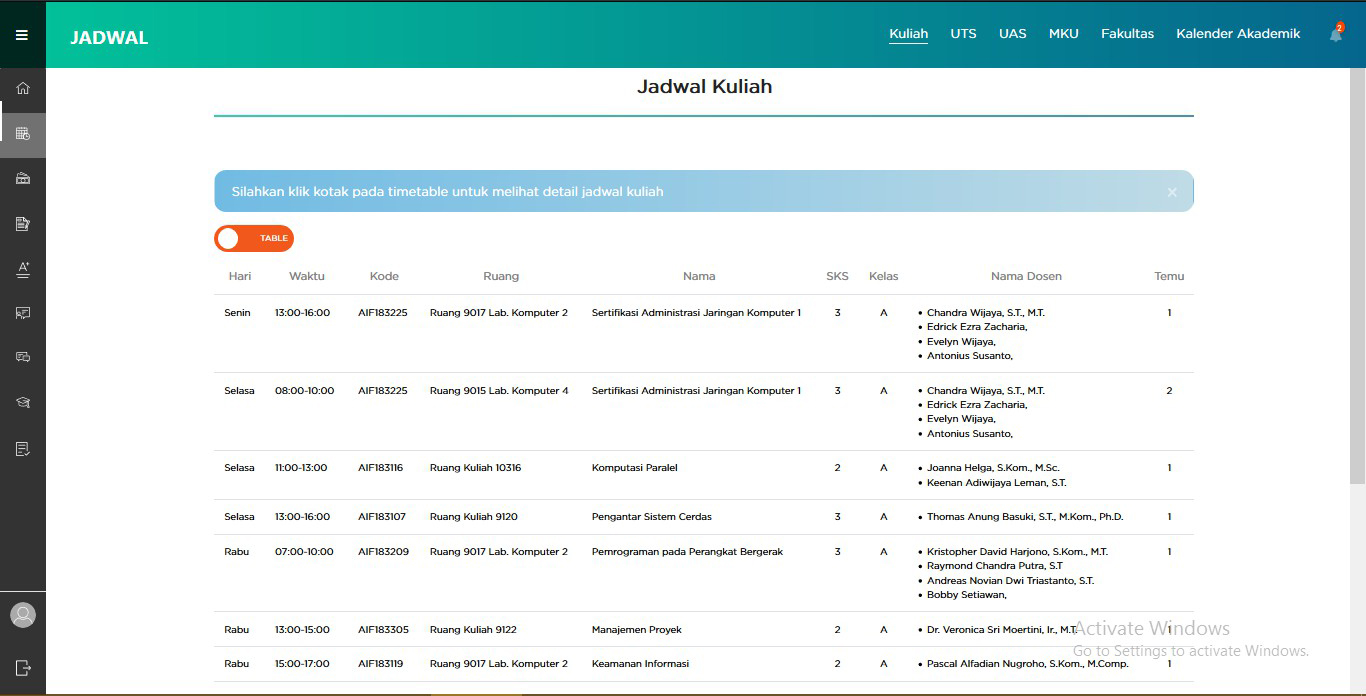 JADWAL
Kuliah UTS UAS MKU Fakultas Kalender Akademik 2
Jadwal Kuliah
Silahkan klik kotak pada timetable untuk melihat detail jadwal kuliah ×
TABLE
Hari Waktu Kode Ruang Nama SKS Kelas Nama Dosen Temu
Senin 13:00-16:00 AIF183225 Ruang 9017 Lab. Komputer 2 Sertifikasi Administrasi Jaringan Komputer 1 3 A • Chandra Wijaya, S.T., M.T. 1
• Edrick Ezra Zacharia,
• Evelyn Wijaya,
• Antonius Susanto,
Selasa 08:00-10:00 AIF183225 Ruang 9015 Lab. Komputer 4 Sertifikasi Administrasi Jaringan Komputer 1 3 A • Chandra Wijaya, S.T., M.T. 2
• Edrick Ezra Zacharia,
• Evelyn Wijaya,
• Antonius Susanto,
Selasa 11:00-13:00 AIF183116 Ruang Kuliah 10316 Komputasi Paralel 2 A • Joanna Helga, S.Kom., M.Sc. 1
• Keenan Adiwijaya Leman, S.T.
Selasa 13:00-16:00 AIF183107 Ruang Kuliah 9120 Pengantar Sistem Cerdas 3 A • Thomas Anung Basuki, S.T., M.Kom., Ph.D. 1
Rabu 07:00-10:00 AIF183209 Ruang 9017 Lab. Komputer 2 Pemrograman pada Perangkat Bergerak 3 A • Kristopher David Harjono, S.Kom., M.T. 1
• Raymond Chandra Putra, S.T
• Andreas Novian Dwi Triastanto, S.T.
• Bobby Setiawan,
Rabu 13:00-15:00 AIF183305 Ruang Kuliah 9122 Manajemen Proyek 2 A • Dr. Veronica Sri Moertini, Ir., M.T. 1
Rabu 15:00-17:00 AIF183119 Ruang 9017 Lab. Komputer 2 Keamanan Informasi 2 A • Pascal Alfadian Nugroho, S.Kom., M.Comp. 1
Activate Windows
Go to Settings to activate Windows.